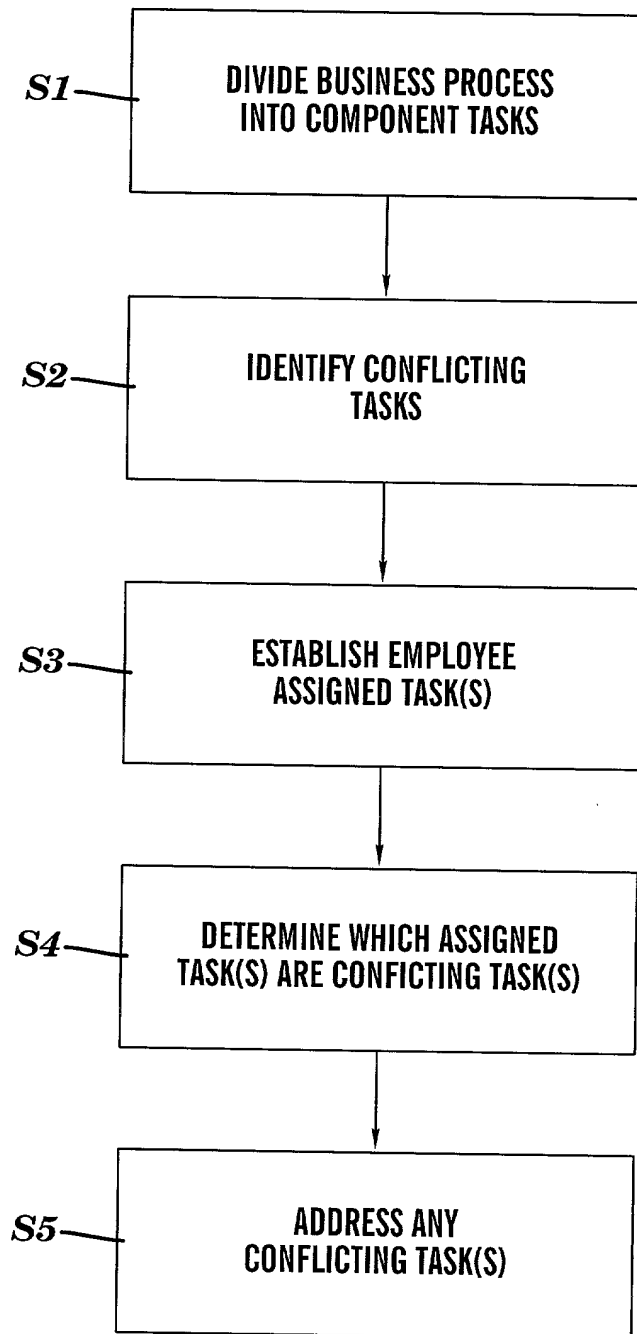 S1
DIVIDE BUSINESS PROCESS
INTO COMPONENT TASKS
S2
IDENTIFY CONFLICTING
TASKS
S3
ESTABLISH EMPLOYEE
ASSIGNED TASK(S)
S4
DETERMINE WHICH ASSIGNED
TASK(S) ARE CONFICTING TASK(S)
S5
ADDRESS ANY
CONFLICTING TASK(S)